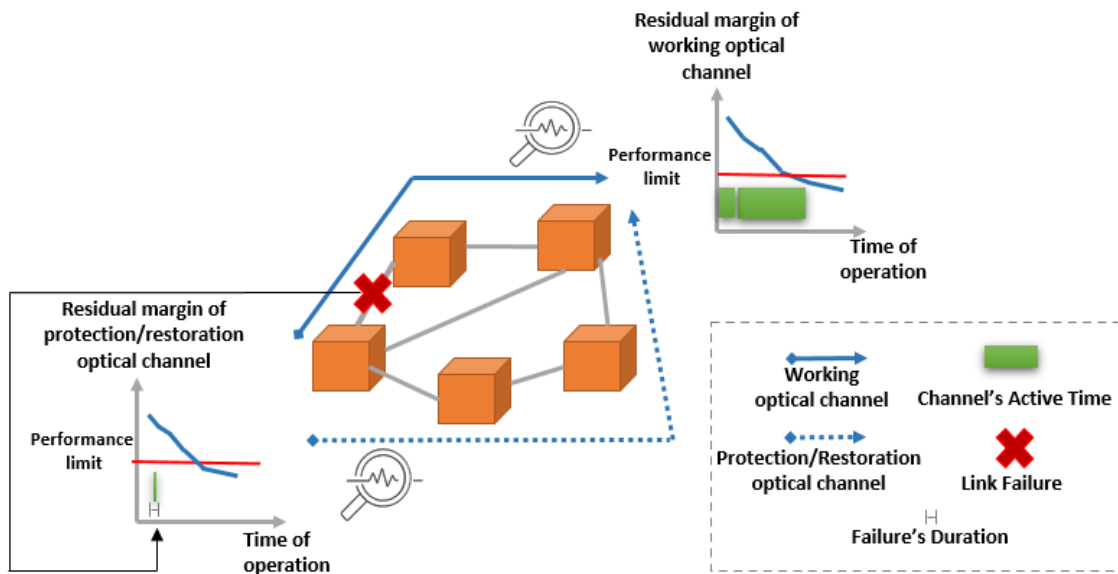 Residual margin of
working optical
channel
Performance
limit
Time of
operation
Residual margin of
protection/restoration
optical channel
Performance
limit
Time of
operation
Working
optical channel
Channel's Active Time
Protection/Restoration
optical channel
Link Failure
Failure's Duration